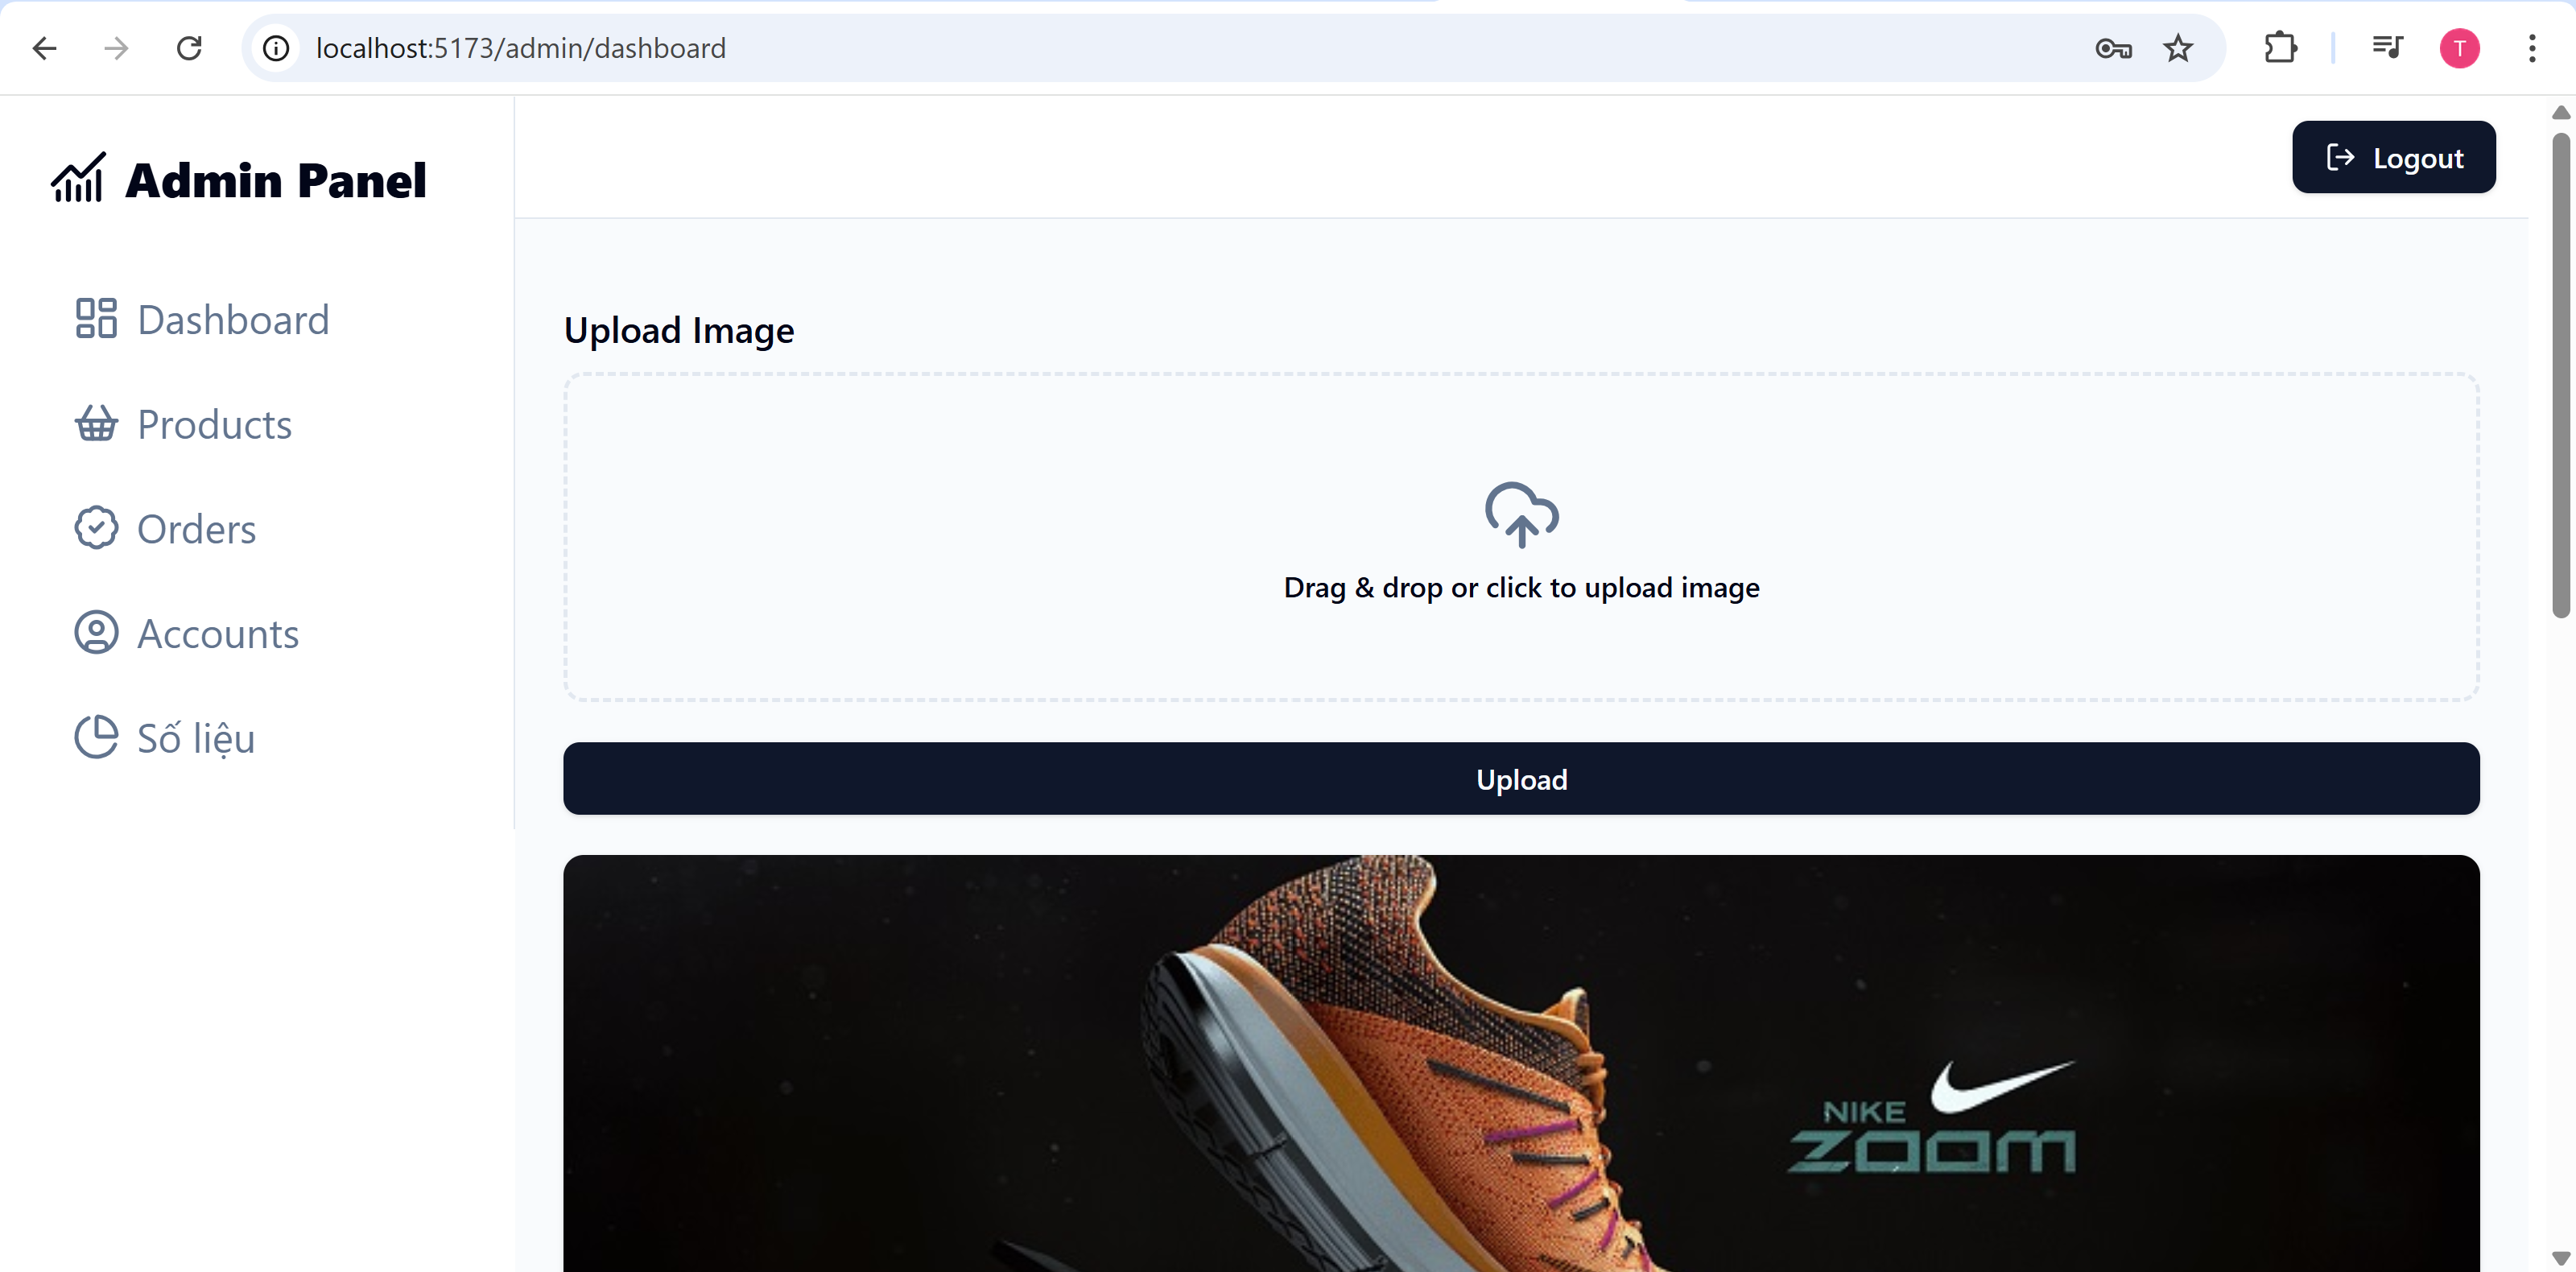 localhost:5173/admin/dashboard
T
Admin Panel
Logout
Dashboard
Products
Orders
Accounts
Số liệu
Upload Image
Drag & drop or click to upload image
Upload
NIKE
ZOOM